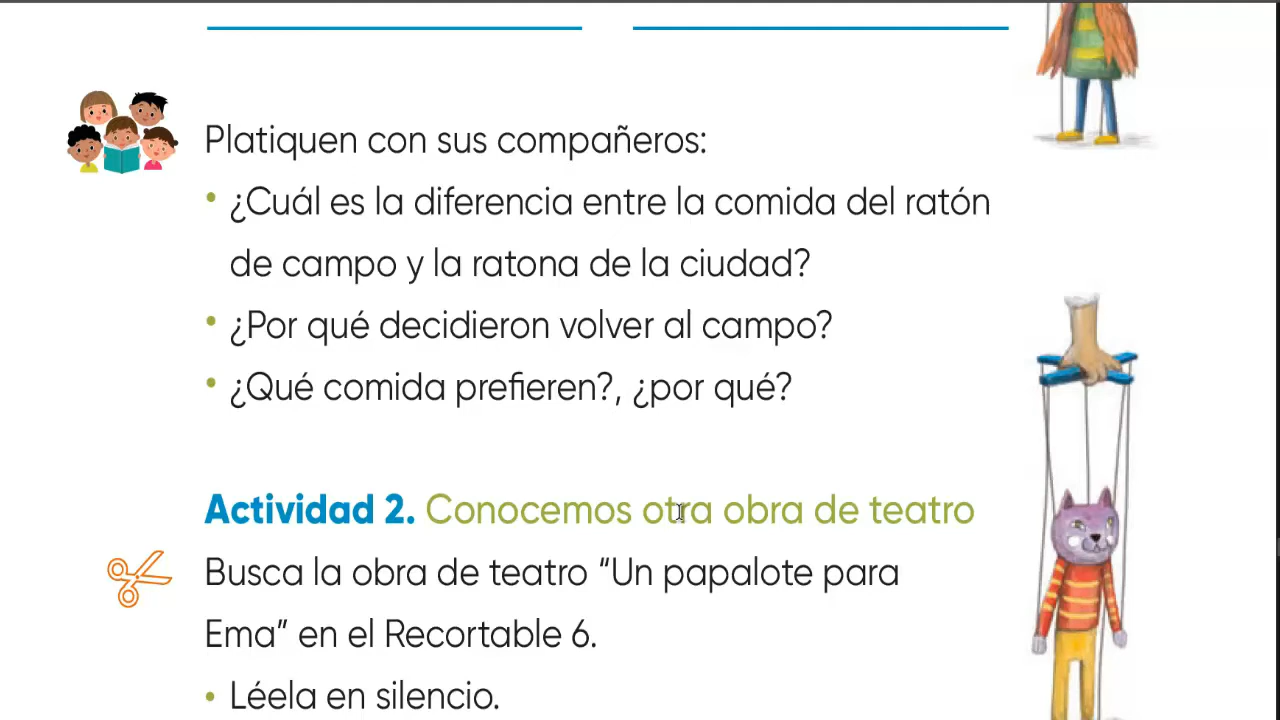 Platiquen con sus compañeros:
• ¿Cuál es la diferencia entre la comida del ratón
de campo y la ratona de la ciudad?
• ¿Por qué decidieron volver al campo?
• ¿Qué comida prefieren?, ¿por qué?
Actividad 2. Conocemos otra obra de teatro
Busca la obra de teatro “Un papalote para
Ema” en el Recortable 6.
• Léela en silencio.